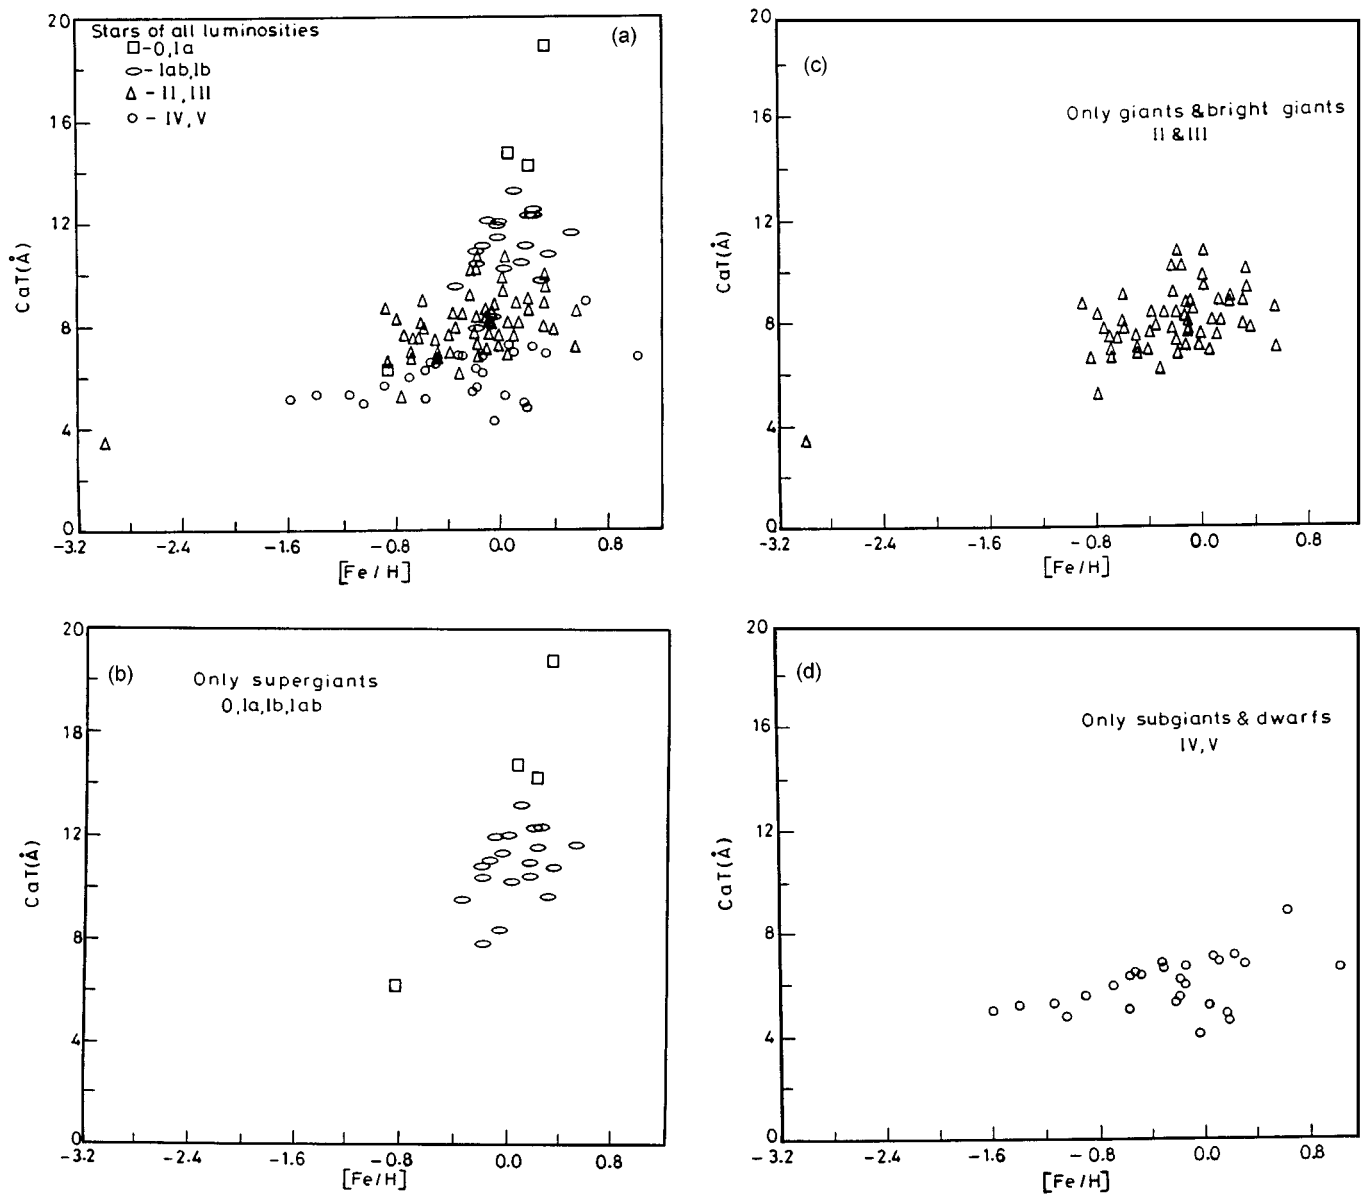 20
Stars of all luminosities
(a)
□-0,Ia
⬭-Iab,Ib
△-II,III
○-IV,V
16
12
CaT(Å)
8
4
0
-3.2 -2.4 -1.6 -0.8 0.0 0.8
[Fe/H]
20
(c)
16
Only giants & bright giants
II & III
12
CaT(Å)
8
4
0
-3.2 -2.4 -1.6 -0.8 0.0 0.8
[Fe/H]
20
(b)
Only supergiants
0,Ia,Ib,Iab
18
12
CaT(Å)
8
4
0
-3.2 -2.4 -1.6 -0.8 0.0 0.8
[Fe/H]
20
(d)
16
Only subgiants & dwarfs
IV,V
12
CaT(Å)
8
4
0
-3.2 -2.4 -1.6 -0.8 0.0 0.8
[Fe/H]